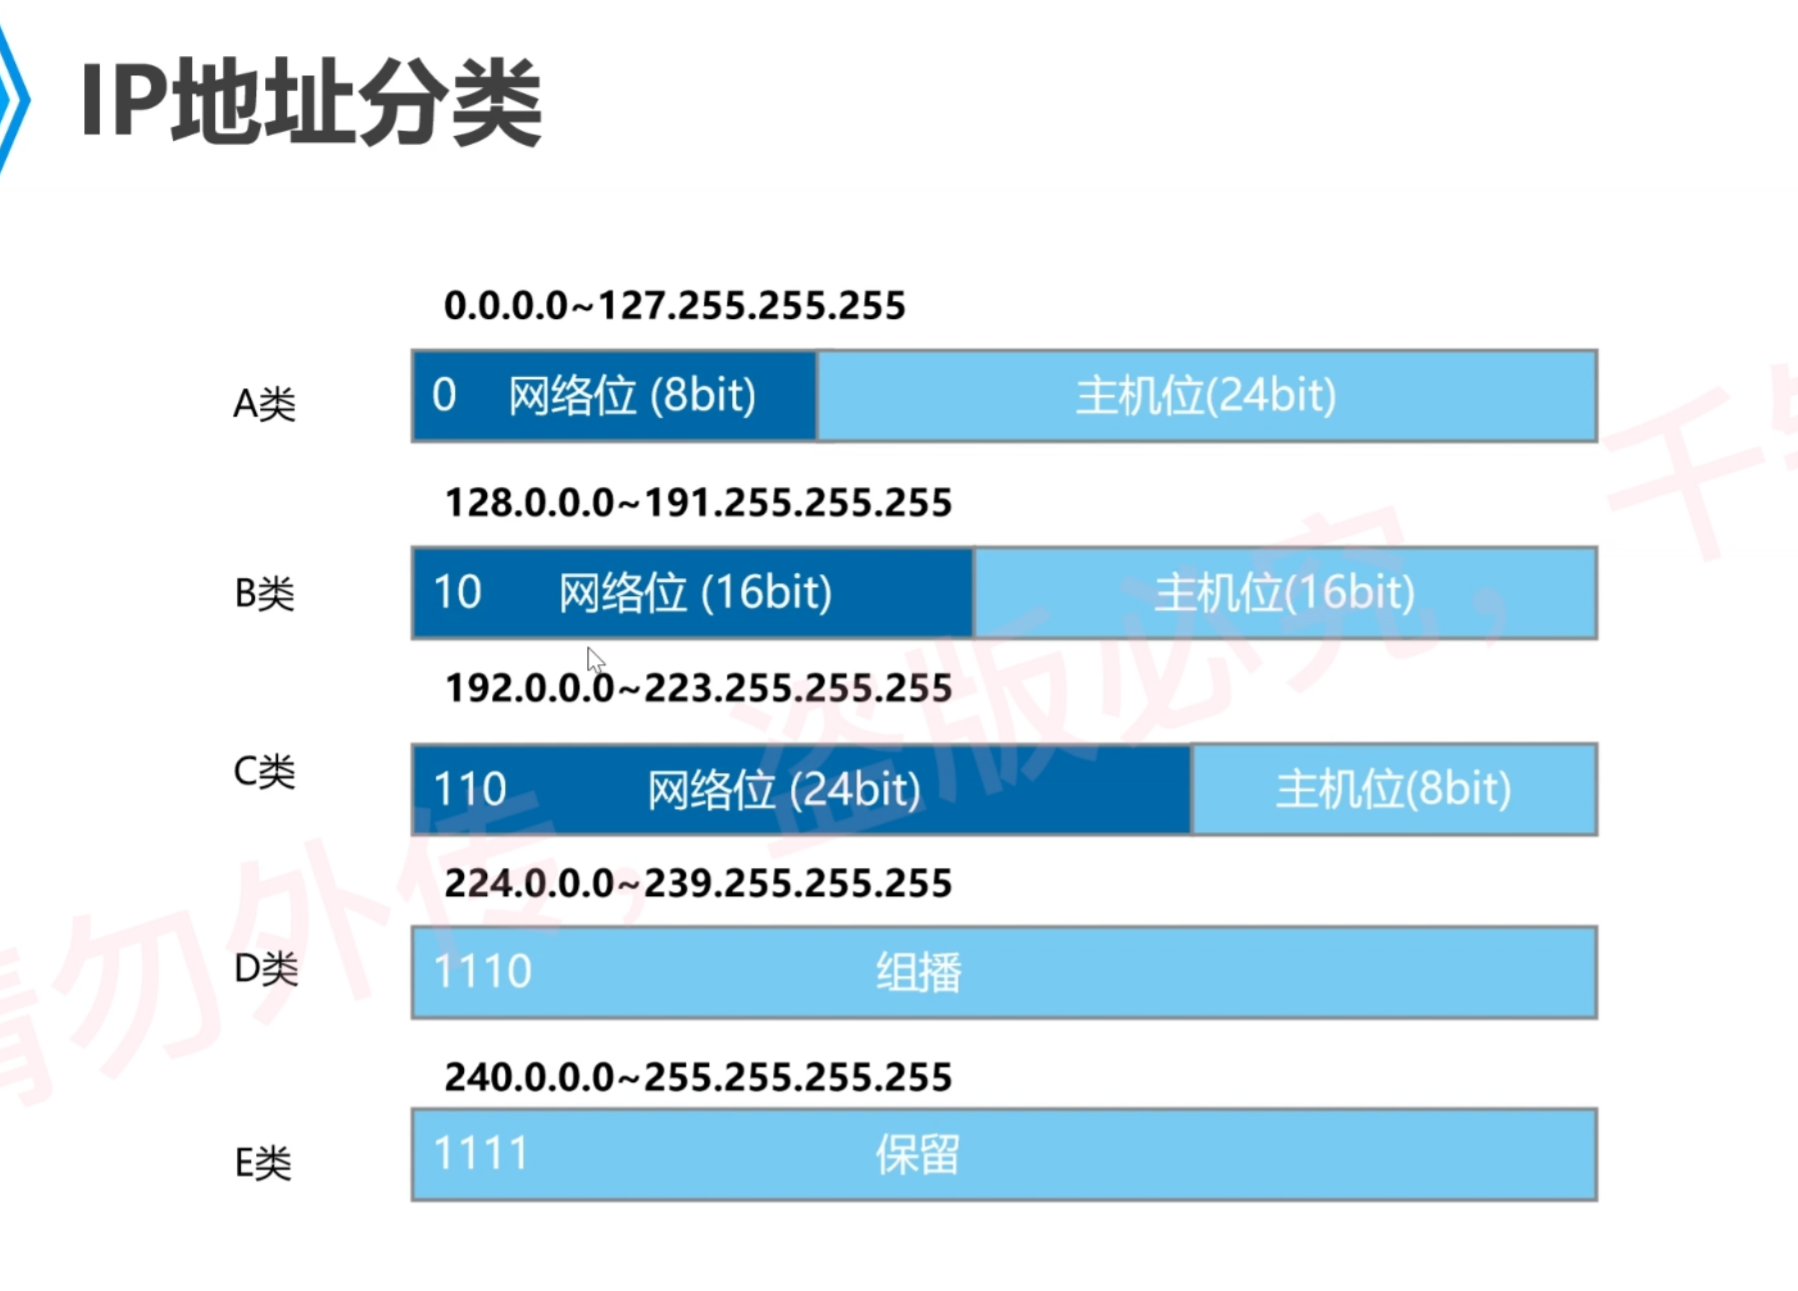 IP地址分类
0.0.0.0~127.255.255.255
A类 0 网络位 (8bit) 主机位(24bit)
128.0.0.0~191.255.255.255
B类 10 网络位 (16bit) 主机位(16bit)
192.0.0.0~223.255.255.255
C类 110 网络位 (24bit) 主机位(8bit)
224.0.0.0~239.255.255.255
D类 1110 组播
240.0.0.0~255.255.255.255
E类 1111 保留
请勿外传，盗版必究，千